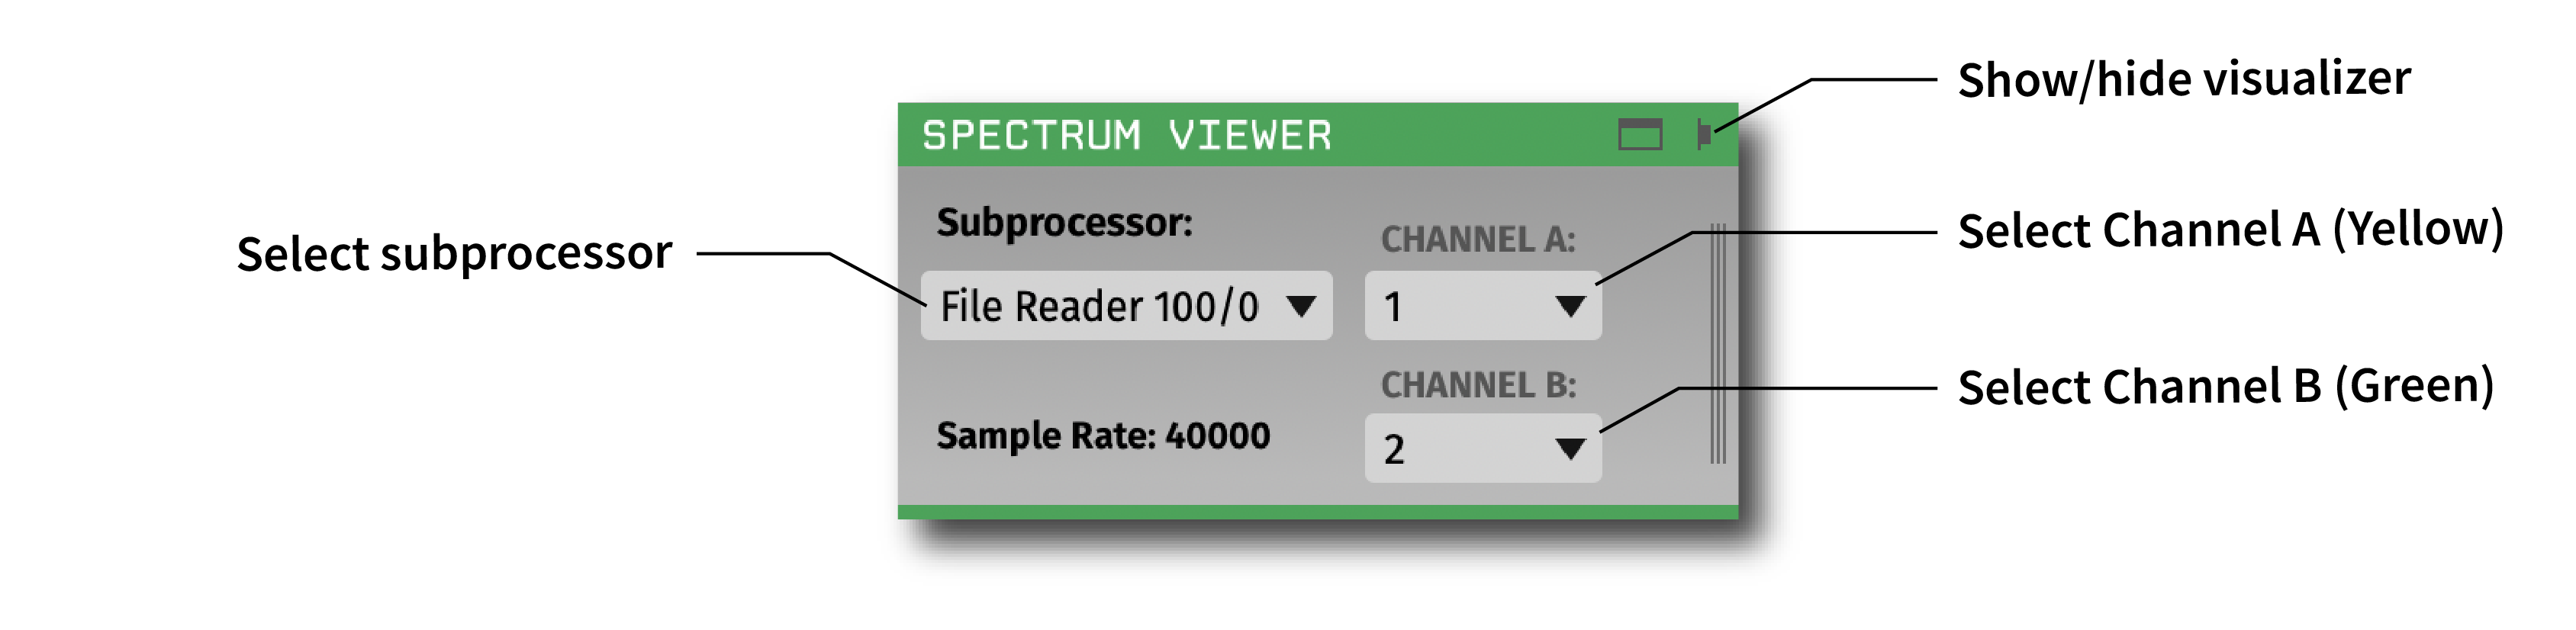 Show/hide visualizer
SPECTRUM VIEWER
Select subprocessor
Subprocessor:
File Reader 100/0
Sample Rate: 40000
CHANNEL A:
1
CHANNEL B:
2
Select Channel A (Yellow)
Select Channel B (Green)